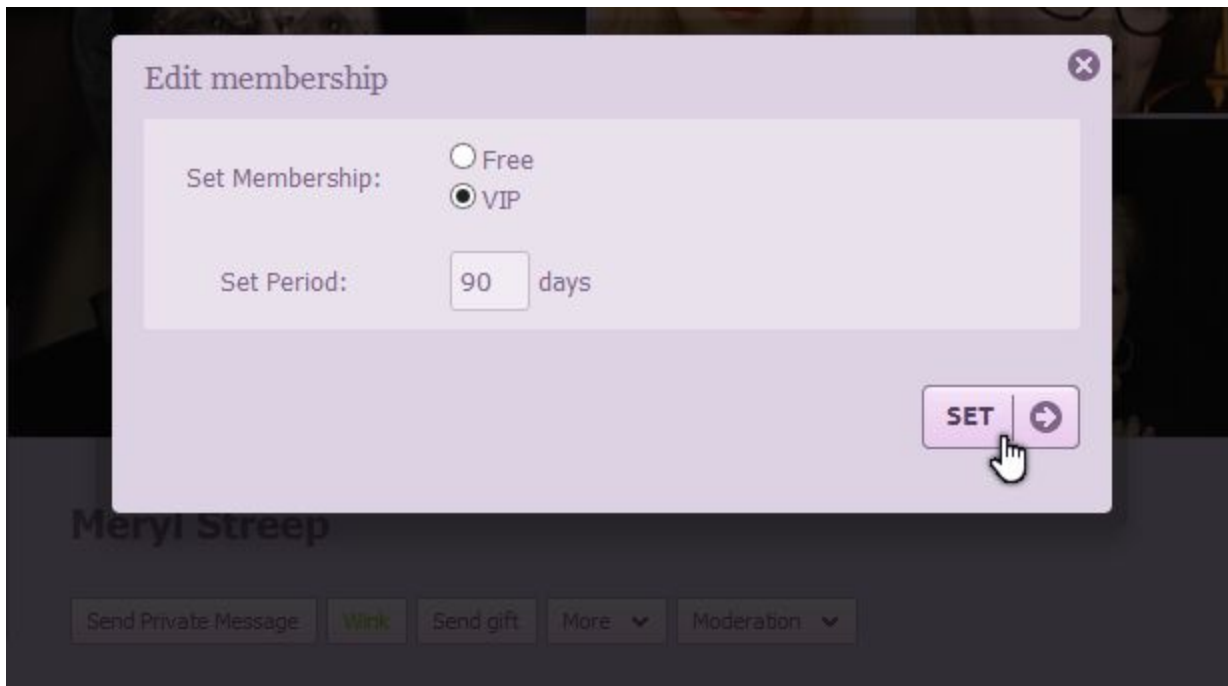 Edit membership
Set Membership:
Free
VIP
Set Period:
90 days
SET
Meryl Streep
Send Private Message
Wink
Send gift
More
Moderation